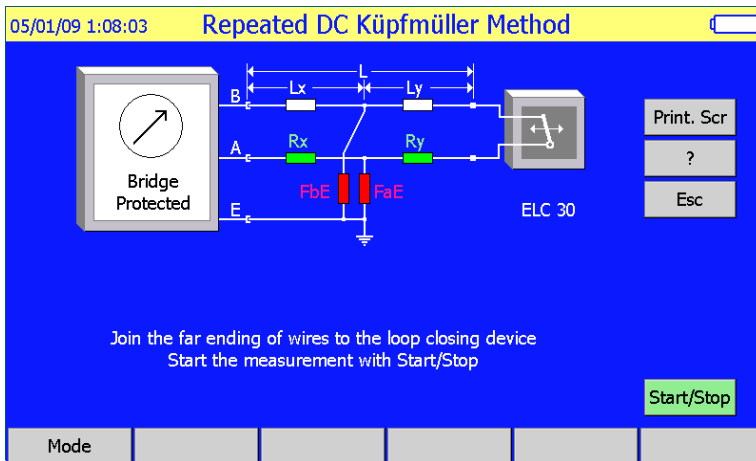 05/01/09 1:08:03 Repeated DC Küpfmüller Method
L
B Lx Ly
Print. Scr
A Rx Ry
?
Bridge
Protected
FbE FaE
Esc
E
ELC 30
Join the far ending of wires to the loop closing device
Start the measurement with Start/Stop
Start/Stop
Mode